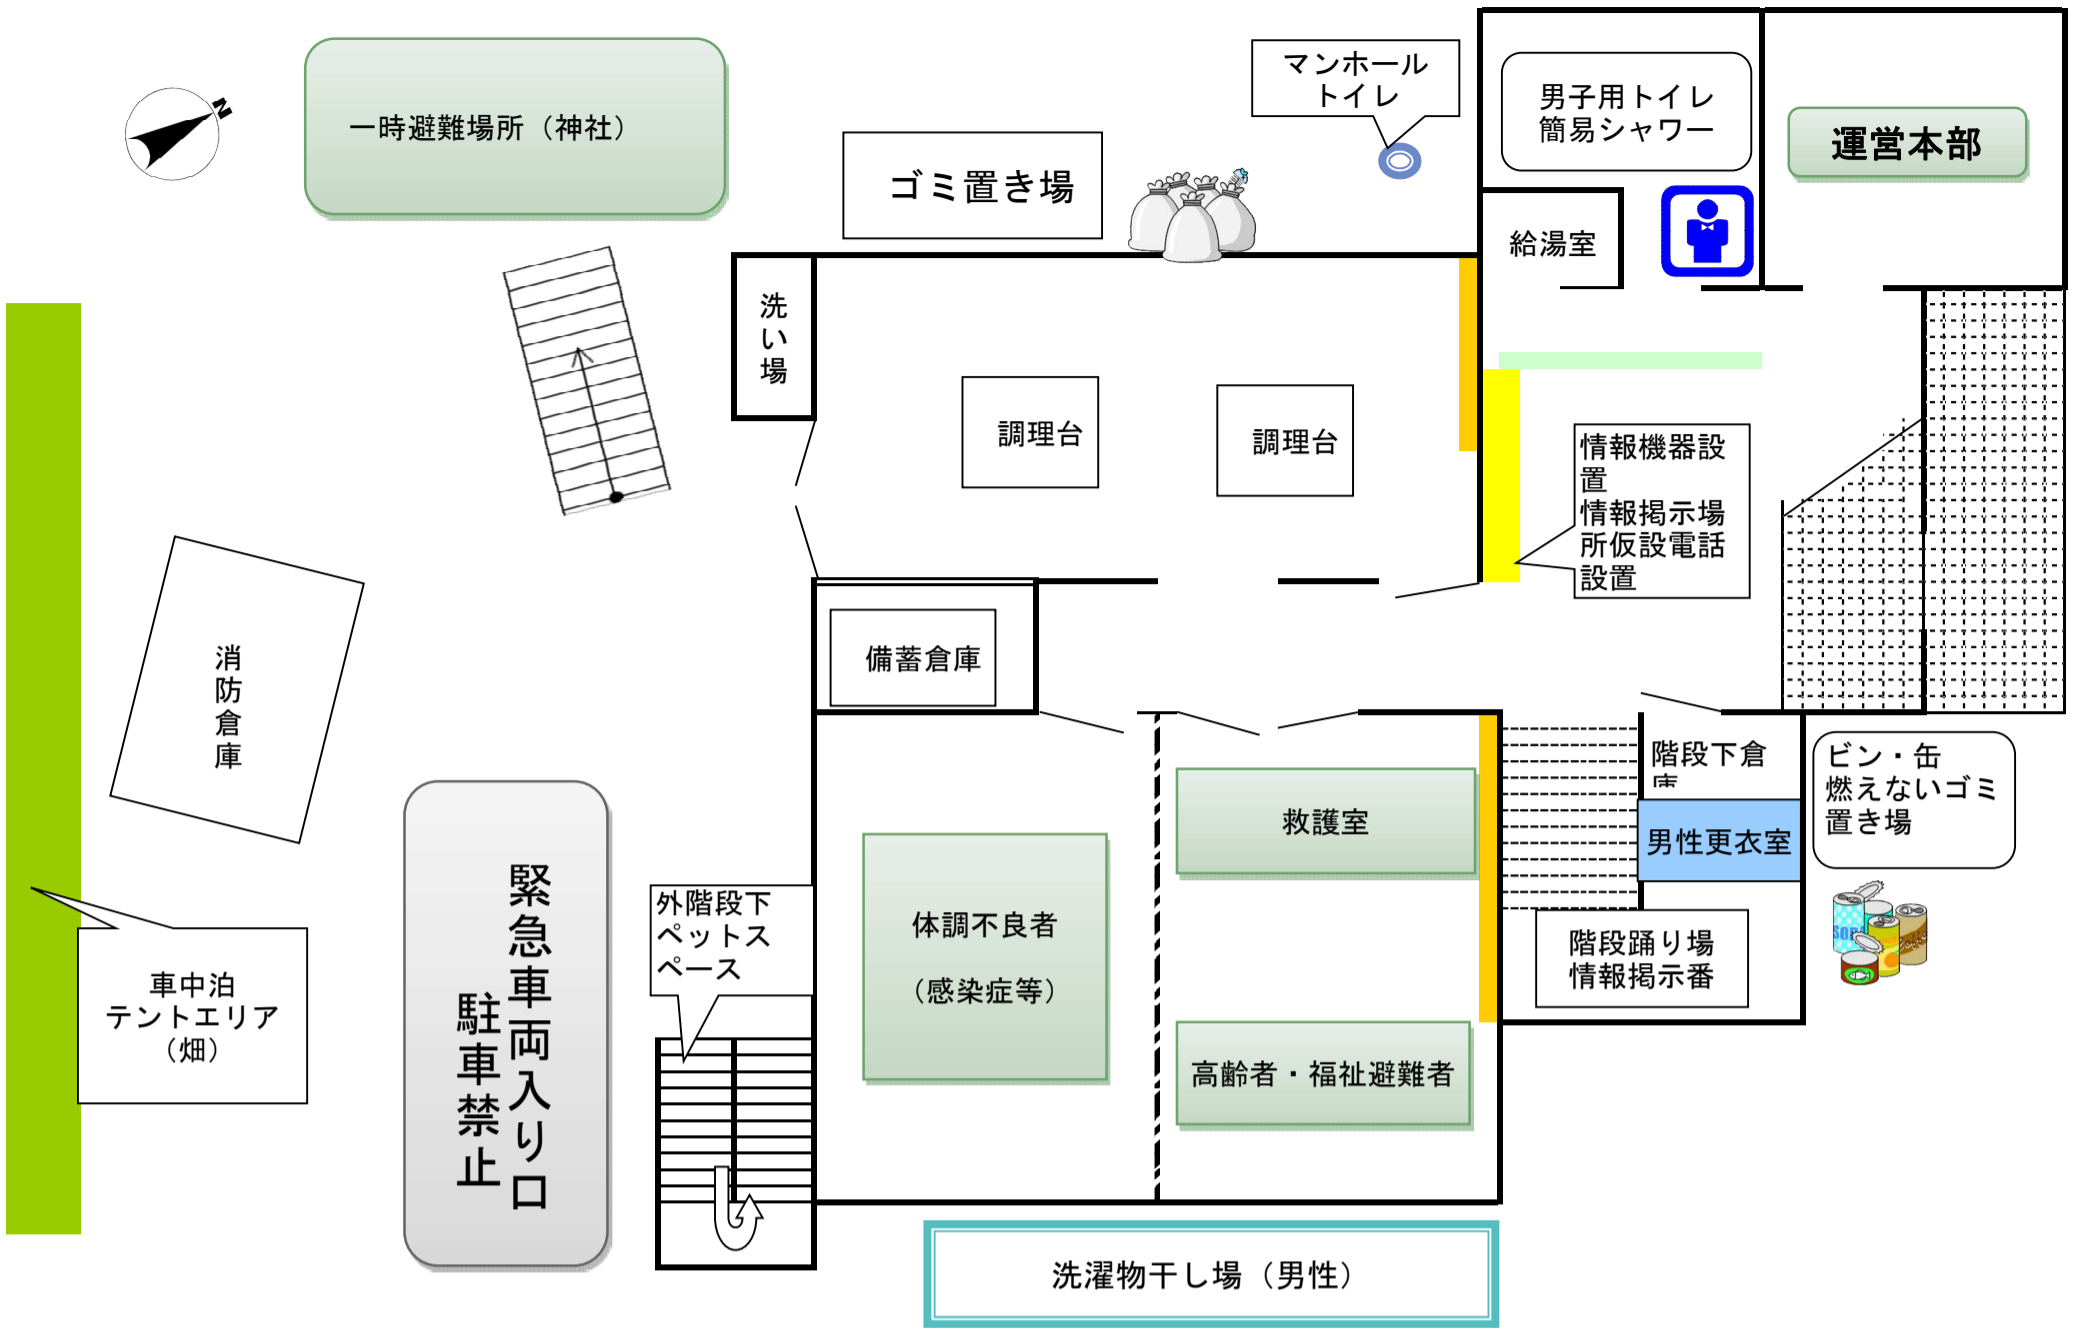 N
一時避難場所（神社）
ゴミ置き場
マンホール
トイレ
男子用トイレ
簡易シャワー
運営本部
給湯室
洗い場
調理台
調理台
情報機器設
置
情報掲示場
所仮設電話
設置
消防倉庫
備蓄倉庫
階段下倉
庫
男性更衣室
ビン・缶
燃えないゴミ
置き場
SODA
救護室
体調不良者
（感染症等）
高齢者・福祉避難者
階段踊り場
情報掲示番
外階段下
ペットス
ペース
緊急車両入り口
駐車禁止
車中泊
テントエリア
（畑）
洗濯物干し場（男性）